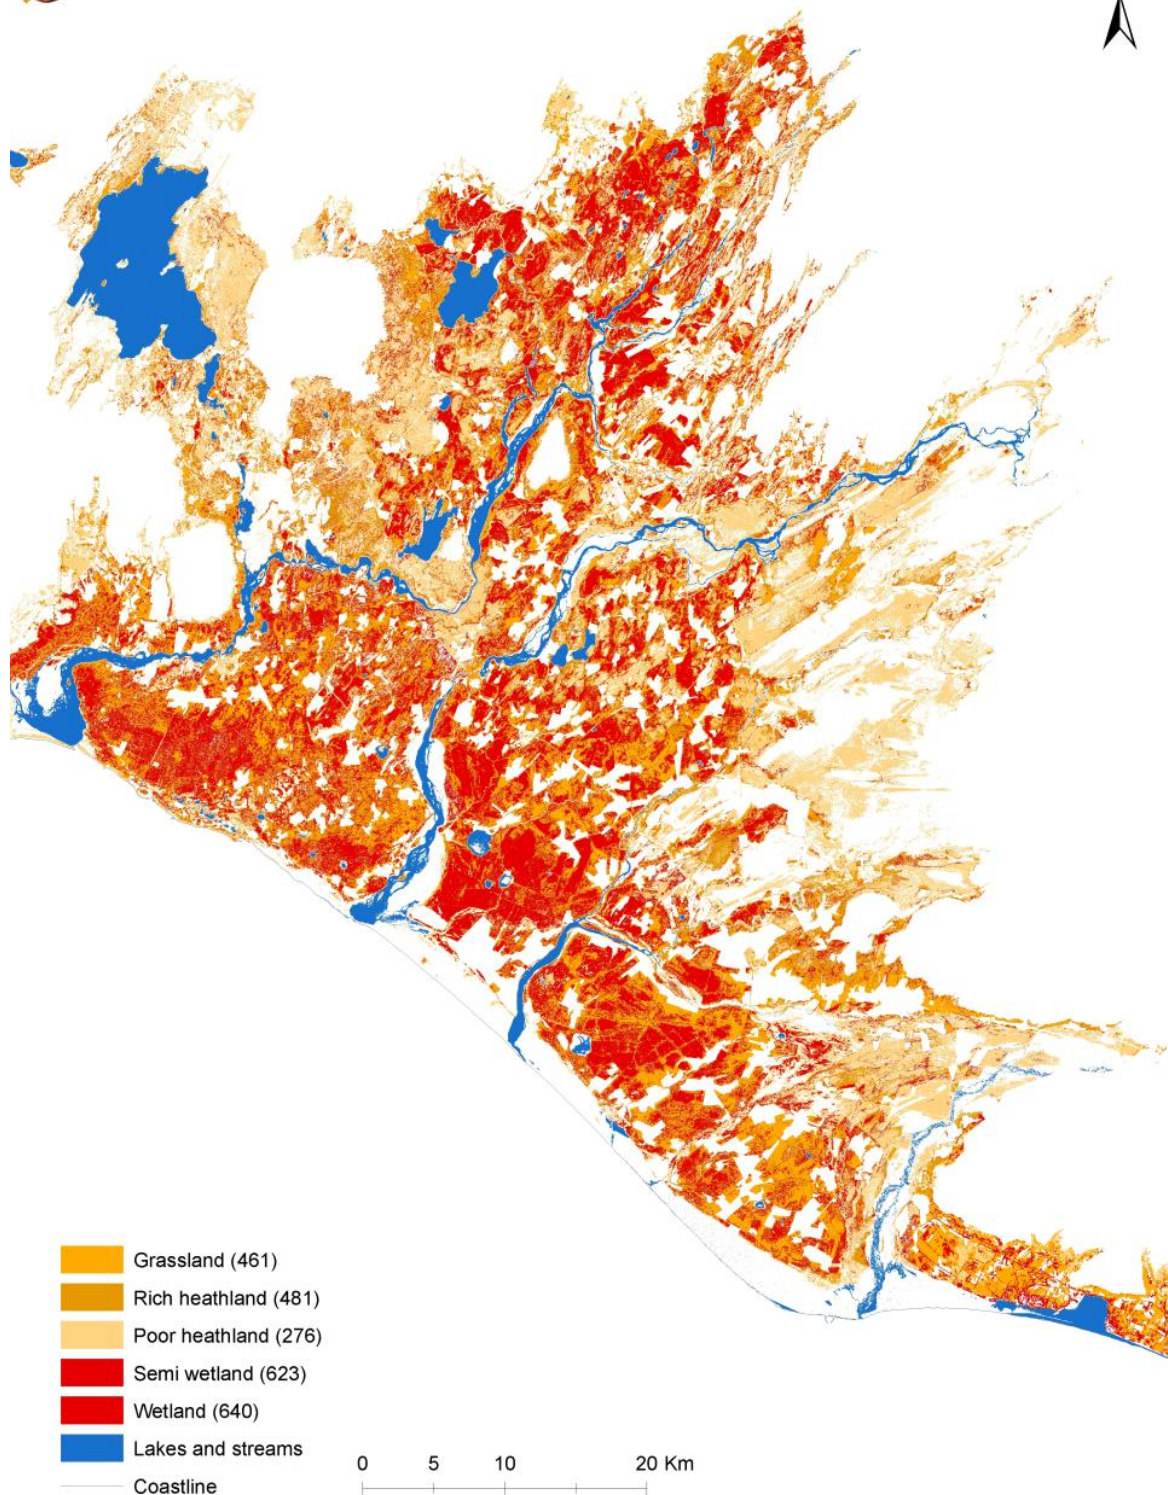 Grassland (461)
Rich heathland (481)
Poor heathland (276)
Semi wetland (623)
Wetland (640)
Lakes and streams
Coastline
0 5 10 20 Km